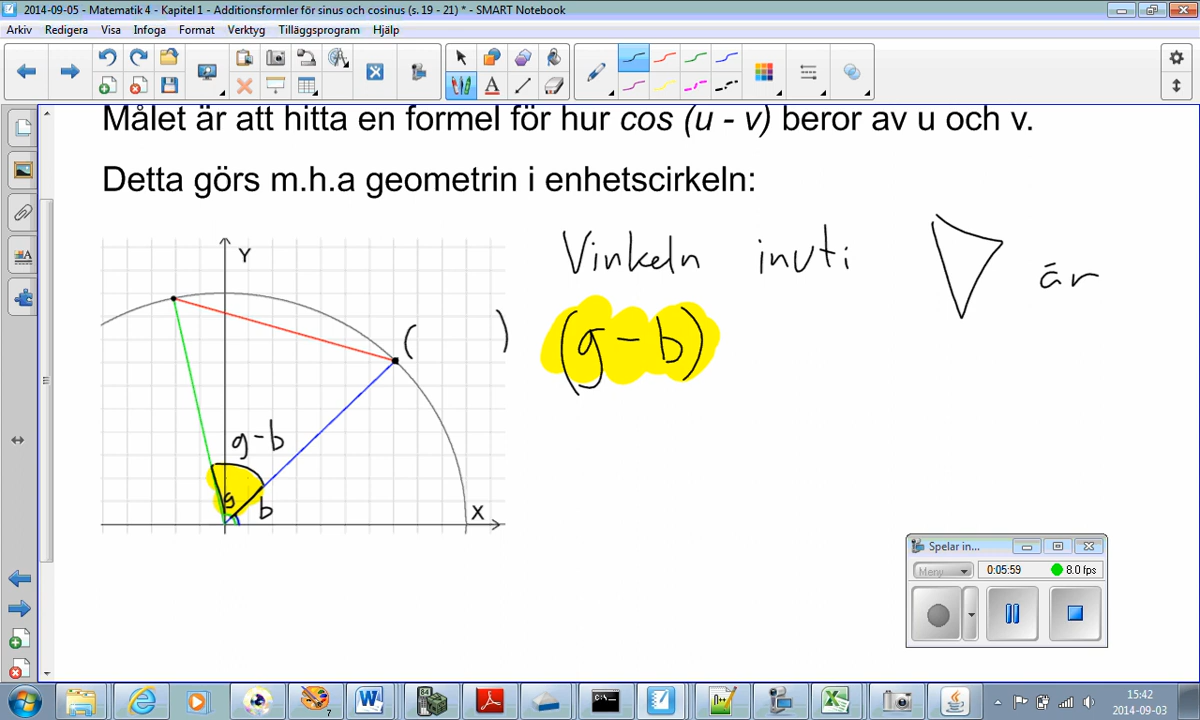 2014-09-05 - Matematik 4 - Kapitel 1 - Additionsformler för sinus och cosinus (s. 19 - 21) * - SMART Notebook
Arkiv Redigera Visa Infoga Format Verktyg Tilläggsprogram Hjälp
Målet är att hitta en formel för hur cos (u - v) beror av u och v.
Detta görs m.h.a geometrin i enhetscirkeln:
Y
Vinkeln inuti är
( )
(g-b)
g-b
g
b
X
Spelar in...
Meny
0:05:59
8.0 fps
15:42
2014-09-03